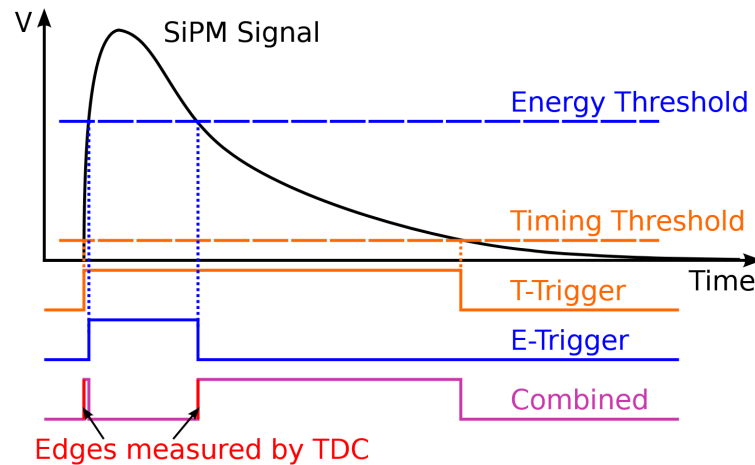 V
SiPM Signal
Energy Threshold
Timing Threshold
Time
T-Trigger
E-Trigger
Combined
Edges measured by TDC